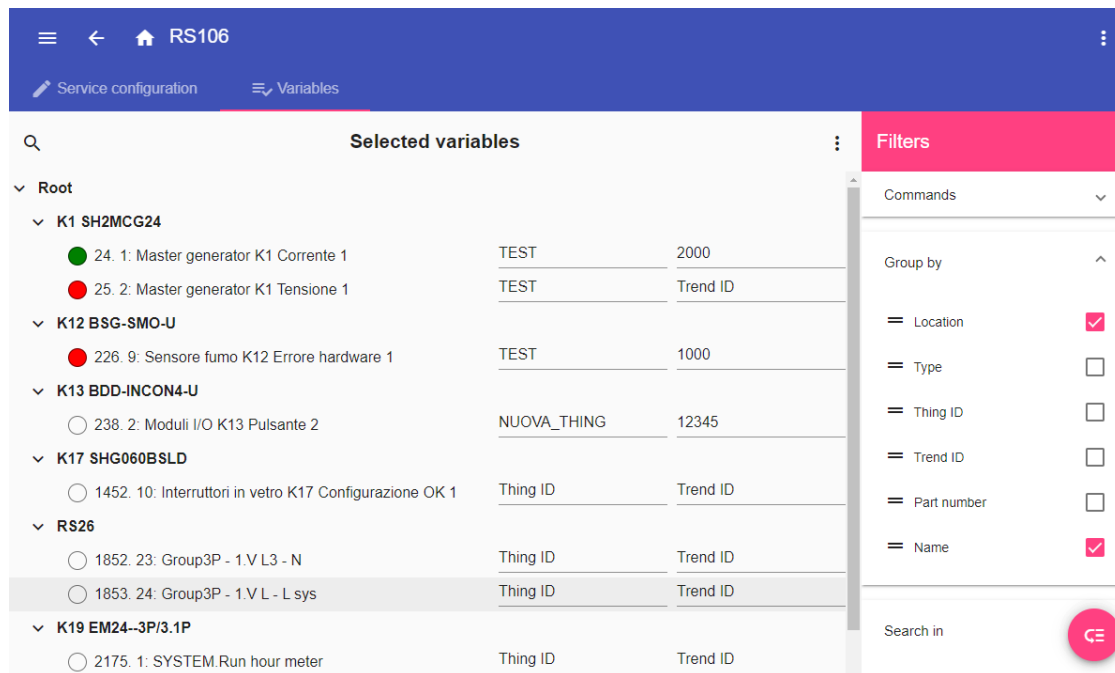 RS106
Service configuration Variables
Selected variables
Root
K1 SH2MCG24
24. 1: Master generator K1 Corrente 1 TEST 2000
25. 2: Master generator K1 Tensione 1 TEST Trend ID
K12 BSG-SMO-U
226. 9: Sensore fumo K12 Errore hardware 1 TEST 1000
K13 BDD-INCON4-U
238. 2: Moduli I/O K13 Pulsante 2 NUOVA_THING 12345
K17 SHG060BSLD
1452. 10: Interruttori in vetro K17 Configurazione OK 1 Thing ID Trend ID
RS26
1852. 23: Group3P - 1.V L3 - N Thing ID Trend ID
1853. 24: Group3P - 1.V L - L sys Thing ID Trend ID
K19 EM24--3P/3.1P
2175. 1: SYSTEM.Run hour meter Thing ID Trend ID
Filters
Commands
Group by
Location
Type
Thing ID
Trend ID
Part number
Name
Search in